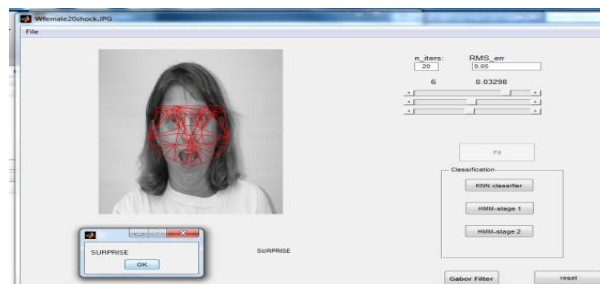 Wfemale20shock.JPG
File
n_iters: RMS_err
20 0.05
6 0.03298
Fit
Classification
KNN classifier
HMM-stage 1
HMM-stage 2
SURPRISE
SURPRISE
OK
Gabor Filter reset